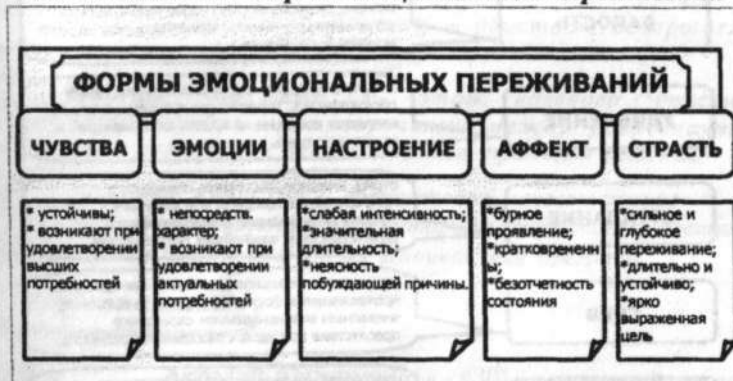 ФОРМЫ ЭМОЦИОНАЛЬНЫХ ПЕРЕЖИВАНИЙ
ЧУВСТВА ЭМОЦИИ НАСТРОЕНИЕ АФФЕКТ СТРАСТЬ
* устойчивы;
* возникают при
удовлетворении
высших
потребностей
* непосредств.
характер;
* возникают при
удовлетворении
актуальных
потребностей
*слабая интенсивность;
*значительная
длительность;
*неясность
побуждающей причины.
*бурное
проявление;
*кратковременн
ы;
*безотчетность
состояния
*сильное и
глубокое
переживание;
*длительно и
устойчиво;
*ярко
выраженная
цель